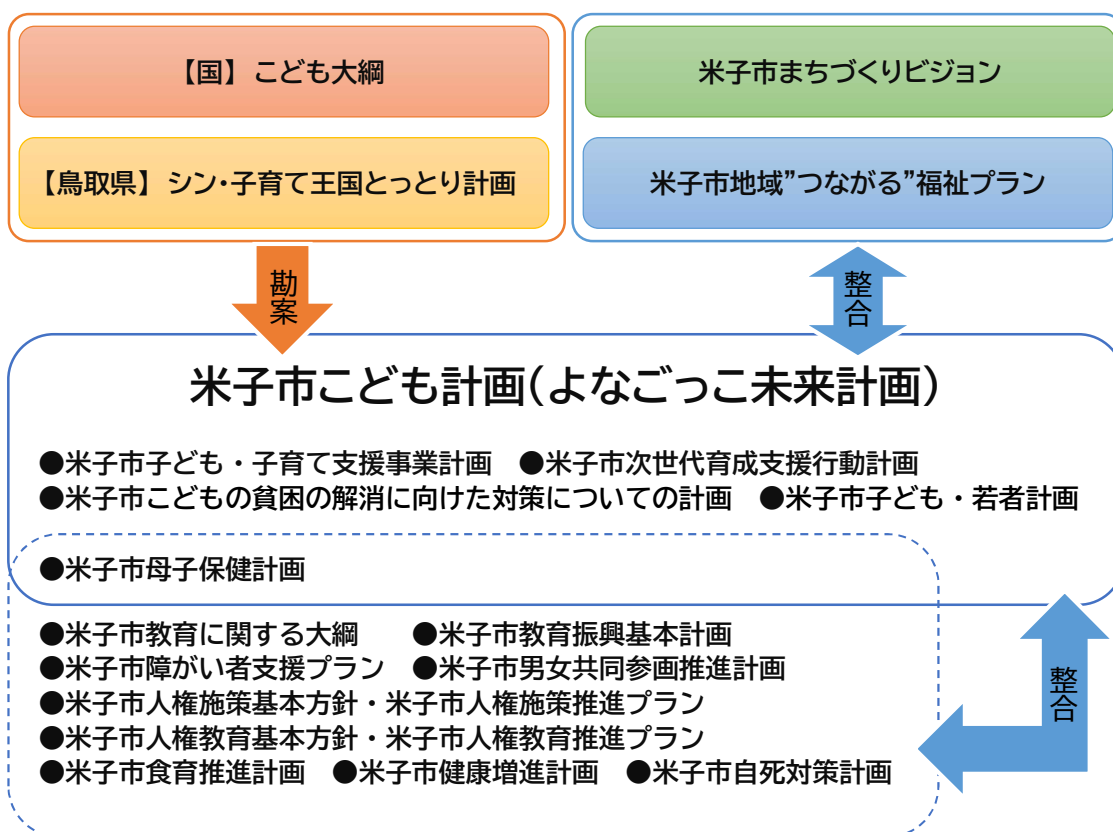 【国】こども大綱
【鳥取県】シン・子育て王国とっとり計画
米子市まちづくりビジョン
米子市地域”つながる”福祉プラン
勘案
整合
米子市こども計画(よなごっこ未来計画)
●米子市子ども・子育て支援事業計画　●米子市次世代育成支援行動計画
●米子市こどもの貧困の解消に向けた対策についての計画　●米子市子ども・若者計画
●米子市母子保健計画
●米子市教育に関する大綱　●米子市教育振興基本計画
●米子市障がい者支援プラン　●米子市男女共同参画推進計画
●米子市人権施策基本方針・米子市人権施策推進プラン
●米子市人権教育基本方針・米子市人権教育推進プラン
●米子市食育推進計画　●米子市健康増進計画　●米子市自死対策計画
整合